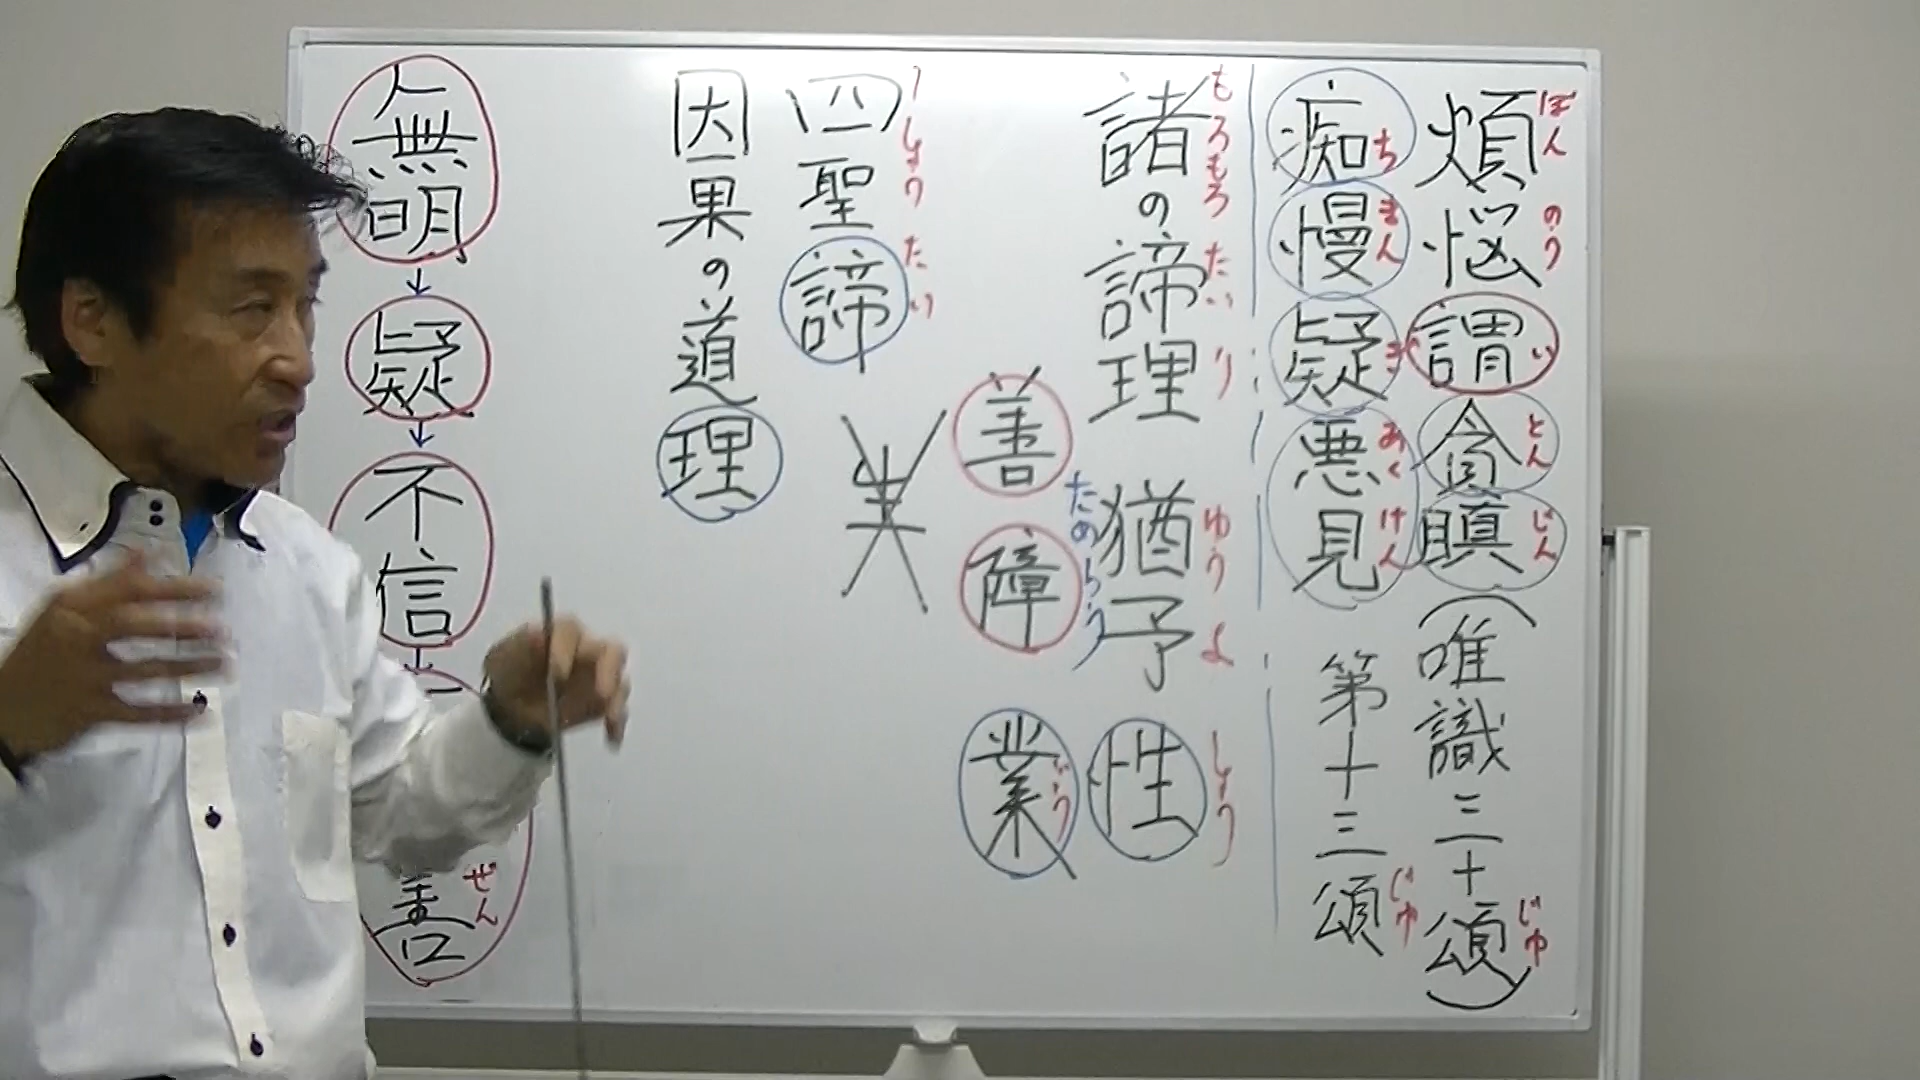 煩悩謂貪瞋（唯識三十頌）
ぼんのう い とん じん じゅ
痴慢疑悪見 第十三頌
ち まん ぎ あく けん じゅ
諸の諦理 猶予 性
もろもろ たい り ゆう よ しょう
ためらう
善障 業
ごう
四聖諦
ししょうたい
因果の道理
無明
↓
疑
↓
不信
↓
善
ぜん